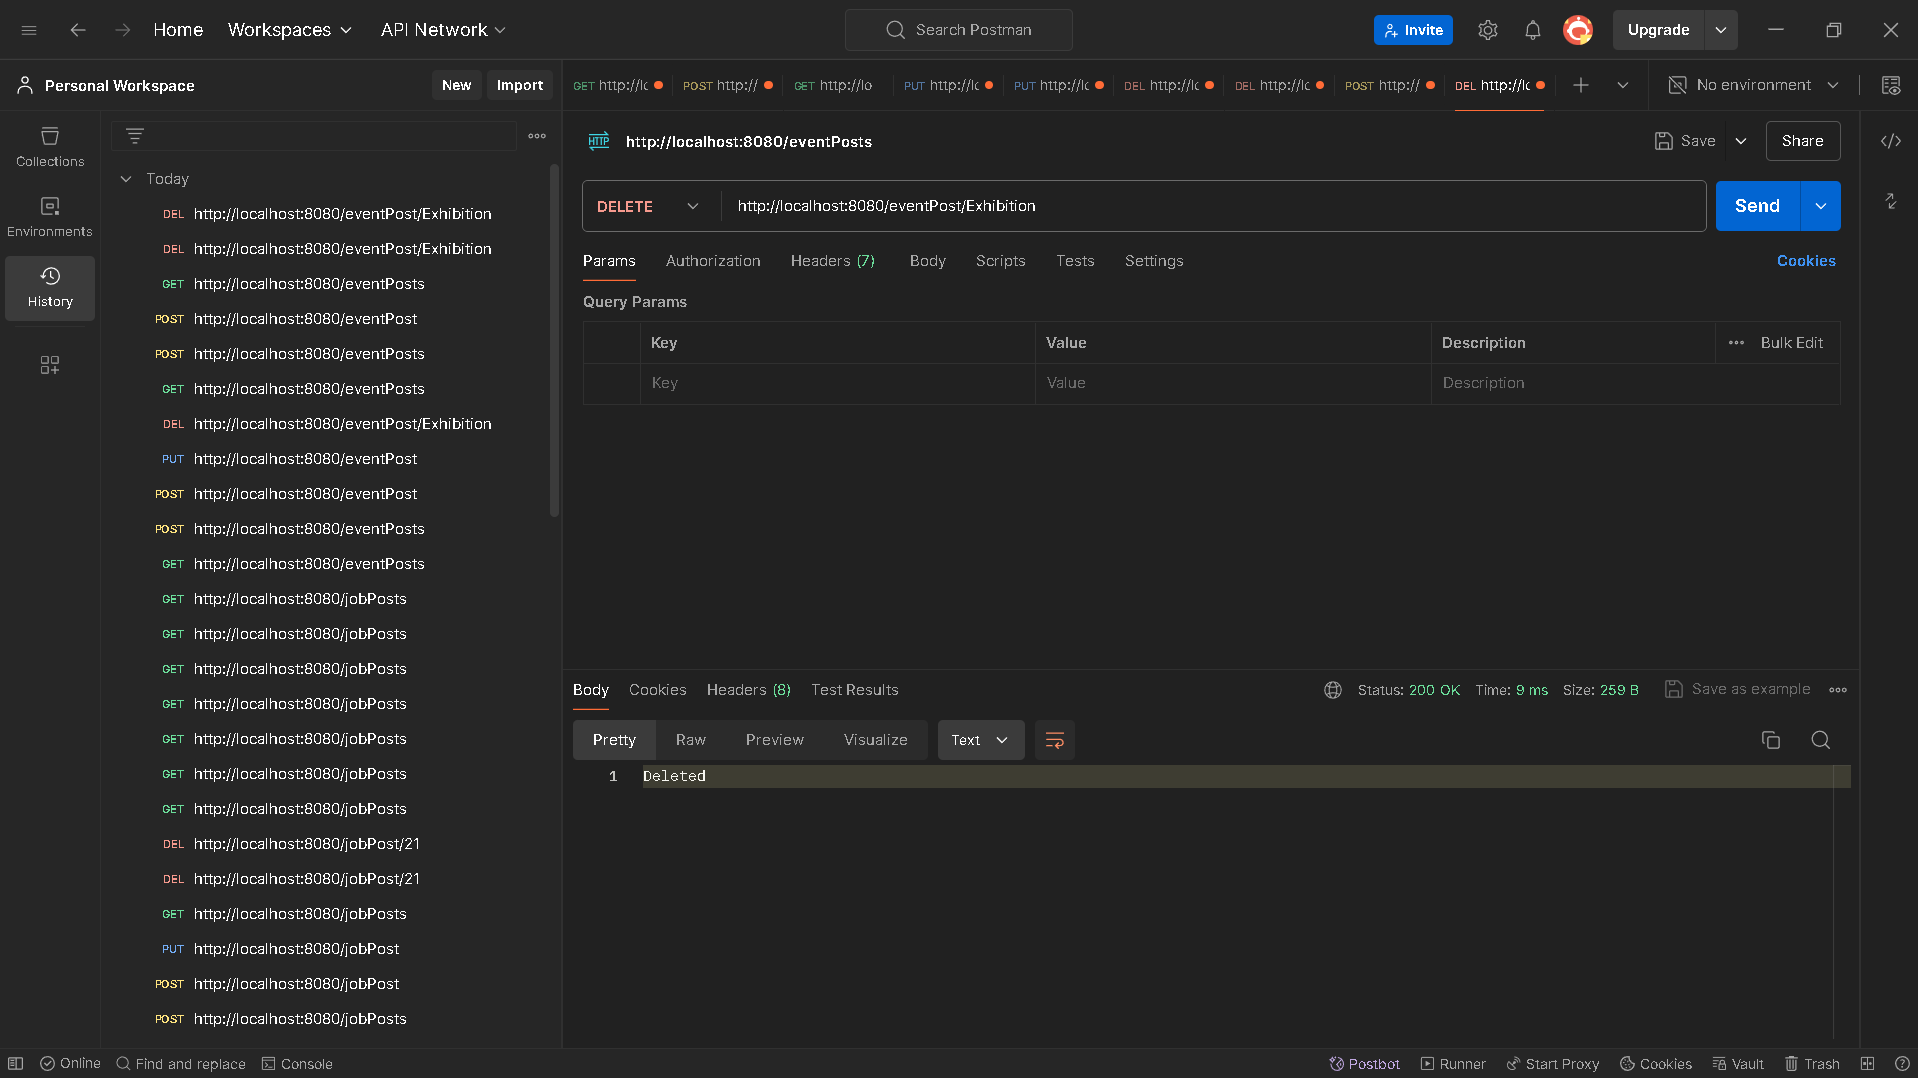 Home Workspaces API Network Search Postman Invite Upgrade
Personal Workspace New Import
GET http://lc POST http:// GET http://lo PUT http://lc PUT http://lc DEL http://lc DEL http://lc POST http:// DEL http://lc No environment
Collections
Environments
History
Today
DEL http://localhost:8080/eventPost/Exhibition
DEL http://localhost:8080/eventPost/Exhibition
GET http://localhost:8080/eventPosts
POST http://localhost:8080/eventPost
POST http://localhost:8080/eventPosts
GET http://localhost:8080/eventPosts
DEL http://localhost:8080/eventPost/Exhibition
PUT http://localhost:8080/eventPost
POST http://localhost:8080/eventPost
POST http://localhost:8080/eventPosts
GET http://localhost:8080/eventPosts
GET http://localhost:8080/jobPosts
GET http://localhost:8080/jobPosts
GET http://localhost:8080/jobPosts
GET http://localhost:8080/jobPosts
GET http://localhost:8080/jobPosts
GET http://localhost:8080/jobPosts
GET http://localhost:8080/jobPosts
DEL http://localhost:8080/jobPost/21
DEL http://localhost:8080/jobPost/21
GET http://localhost:8080/jobPosts
PUT http://localhost:8080/jobPost
POST http://localhost:8080/jobPost
POST http://localhost:8080/jobPosts
HTTP http://localhost:8080/eventPosts Save Share
DELETE http://localhost:8080/eventPost/Exhibition Send
Params Authorization Headers (7) Body Scripts Tests Settings Cookies
Query Params
Key Value Description Bulk Edit
Key Value Description
Body Cookies Headers (8) Test Results Status: 200 OK Time: 9 ms Size: 259 B Save as example
Pretty Raw Preview Visualize Text
1 Deleted
Online Find and replace Console Postbot Runner Start Proxy Cookies Vault Trash